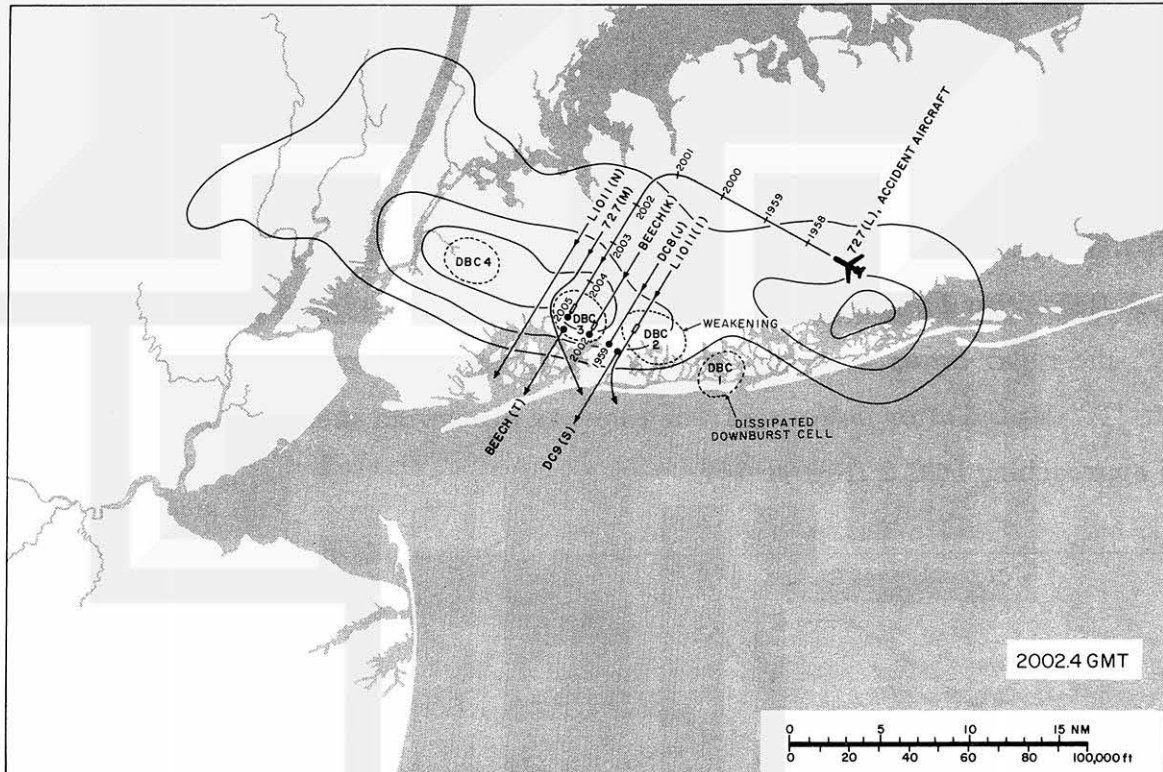 727(L), ACCIDENT AIRCRAFT
2001
2000
1959
1958
L1011(N)
727(M)
2002
BEECH(K)
DC8(J)
L1011(I)
2003
2004
2005
DBC 4
DBC
3
2002
1959
DBC
2
WEAKENING
DBC
1
DISSIPATED
DOWNBURST CELL
BEECH(T)
DC9(S)
2002.4 GMT
0 5 10 15 NM
0 20 40 60 80 100,000 ft